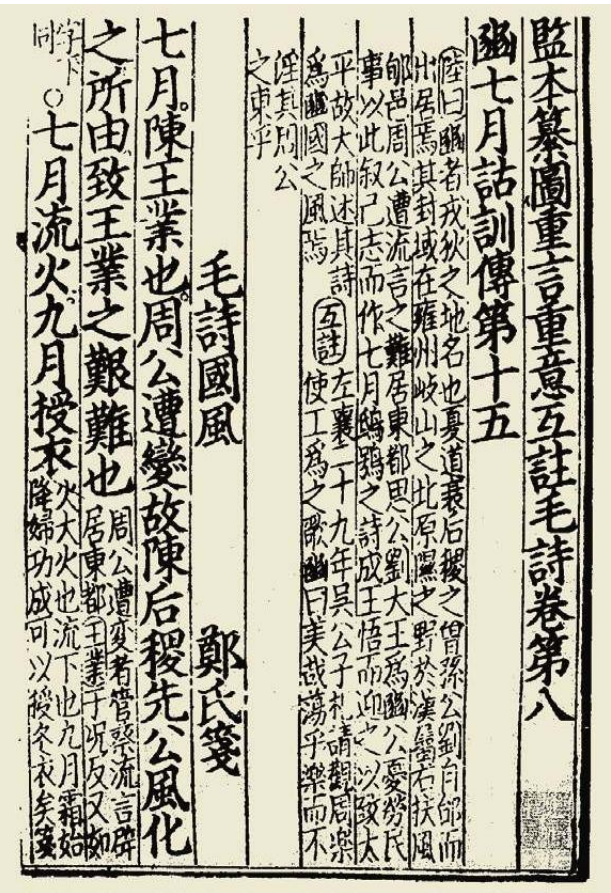 監本纂圖重言重意互註毛詩卷第八
豳七月詁訓傳第十五
陸曰豳者戎狄之地名也夏道衰后稷之曾孫公劉自邰而
出居焉其封域在雍州岐山之北原隰之野於漢屬右扶風
郇邑周公遭流言之難居東都思公劉大王為豳公憂勞民
事以此叙己志而作七月鴟鴞之詩成王悟而迎之以致太
平故大師述其詩
為豳國之風焉
互註
左襄二十九年吳公子札請觀周樂
使工為之歌豳曰美哉蕩乎樂而不
淫其周公
之東乎
毛詩國風 鄭氏箋
七月陳王業也周公遭變故陳后稷先公風化
之所由致王業之艱難也
周公遭変者管蔡流言辟
居東都王業于况反又如
字下
同
○七月流火九月授衣
火大火也流下也九月霜始
降婦功成可以授冬衣矣箋